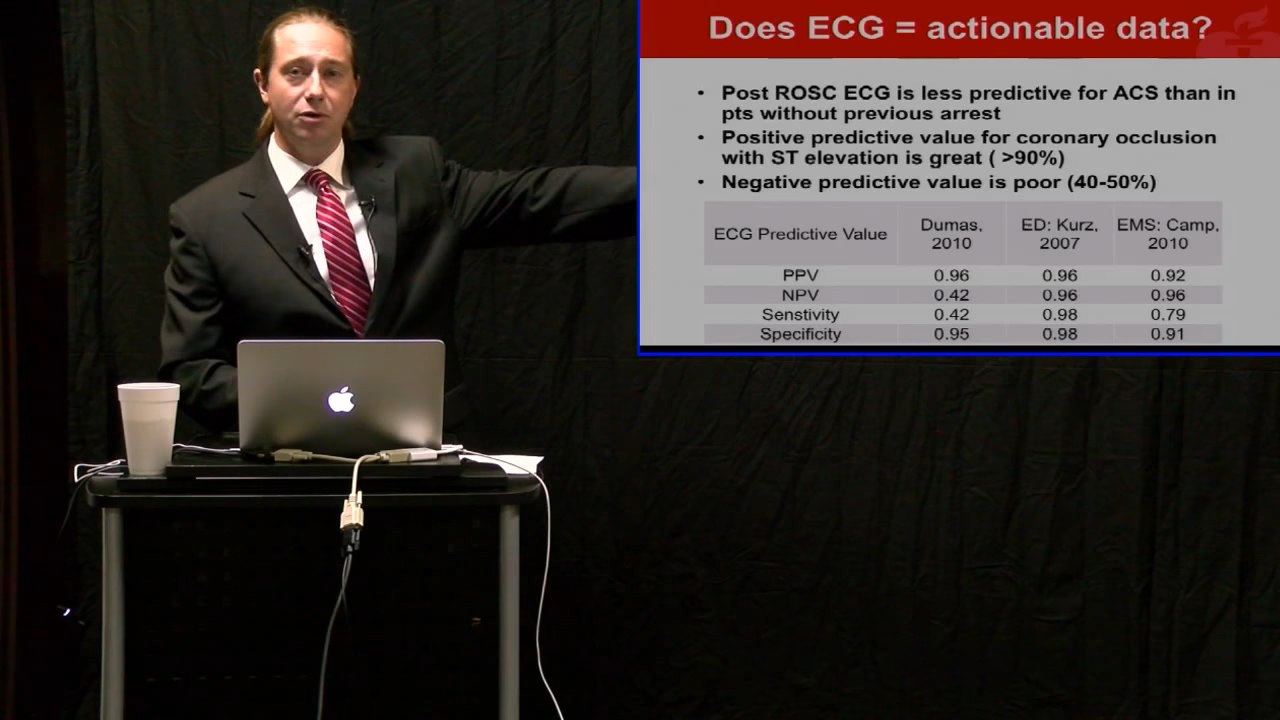 Does ECG = actionable data?
• Post ROSC ECG is less predictive for ACS than in
pts without previous arrest
• Positive predictive value for coronary occlusion
with ST elevation is great ( >90%)
• Negative predictive value is poor (40-50%)
ECG Predictive Value Dumas, 2010 ED: Kurz, 2007 EMS: Camp, 2010
PPV 0.96 0.96 0.92
NPV 0.42 0.96 0.96
Senstivity 0.42 0.98 0.79
Specificity 0.95 0.98 0.91